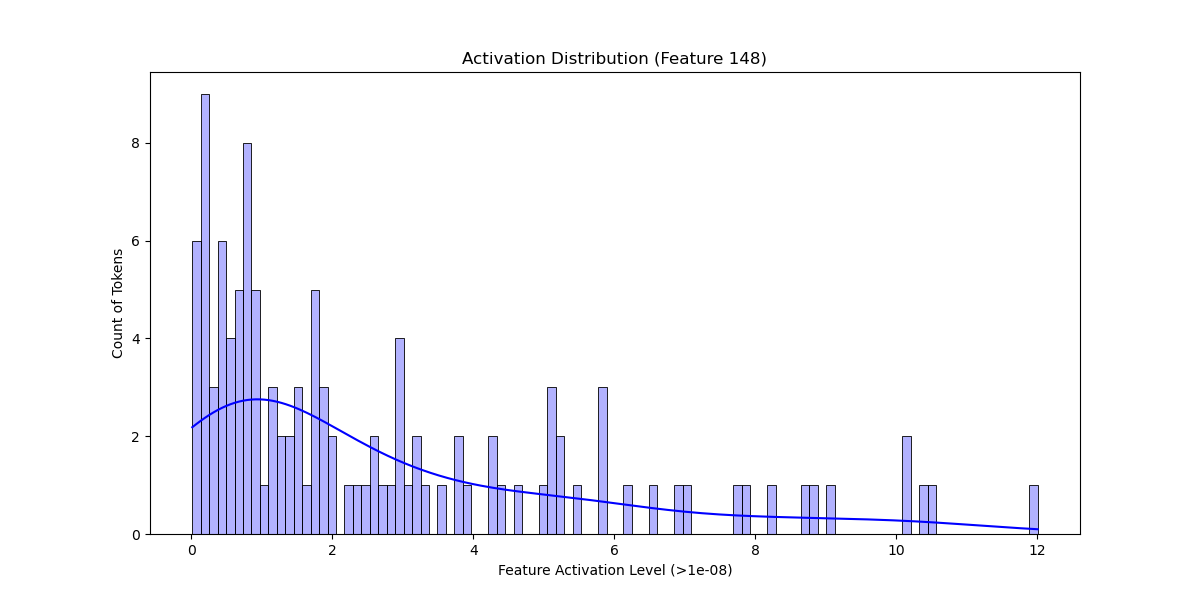 Activation Distribution (Feature 148)
Count of Tokens
8
6
4
2
0
0 2 4 6 8 10 12
Feature Activation Level (>1e-08)